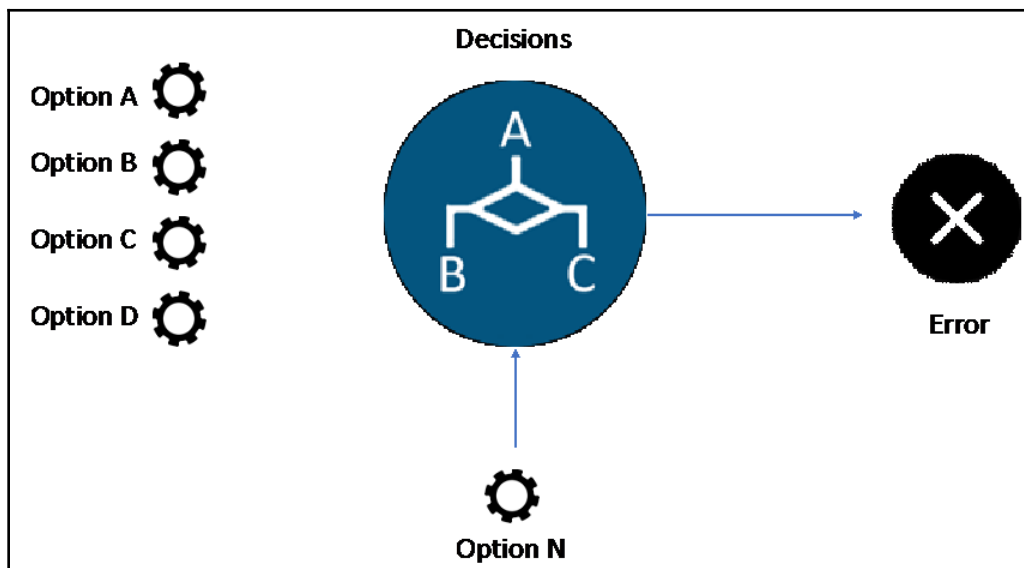 Decisions
Option A
Option B
Option C
Option D
A
B C
Error
Option N